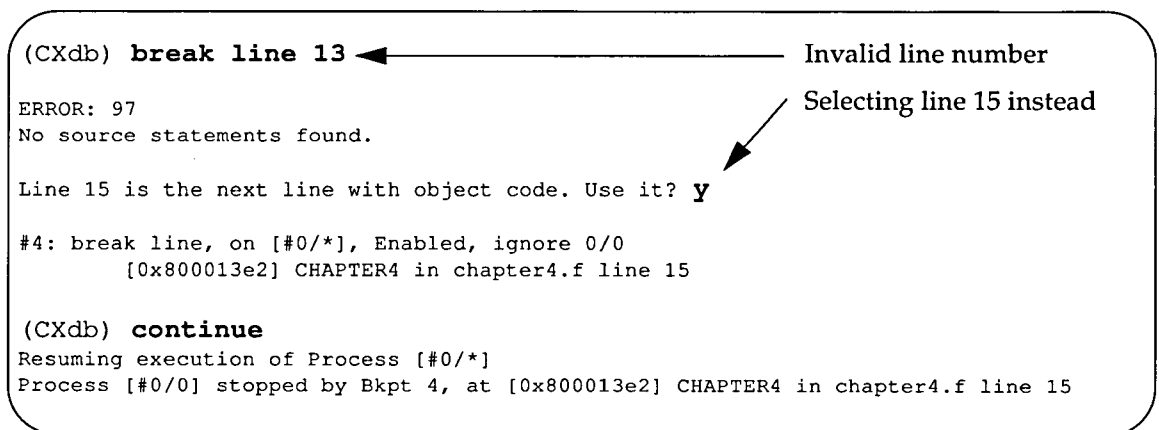 (CXdb) break line 13
Invalid line number
ERROR: 97
Selecting line 15 instead
No source statements found.
Line 15 is the next line with object code. Use it? y
#4: break line, on [#0/*], Enabled, ignore 0/0
[0x800013e2] CHAPTER4 in chapter4.f line 15
(CXdb) continue
Resuming execution of Process [#0/*]
Process [#0/0] stopped by Bkpt 4, at [0x800013e2] CHAPTER4 in chapter4.f line 15